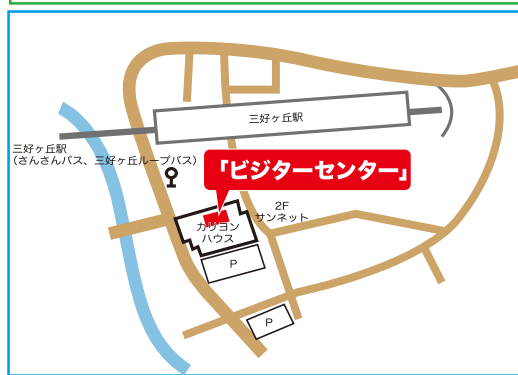 三好ヶ丘駅
三好ヶ丘駅
(さんさんバス、三好ヶ丘ループバス)
「ビジターセンター」
2F
サンネット
カリヨン
ハウス
P
P